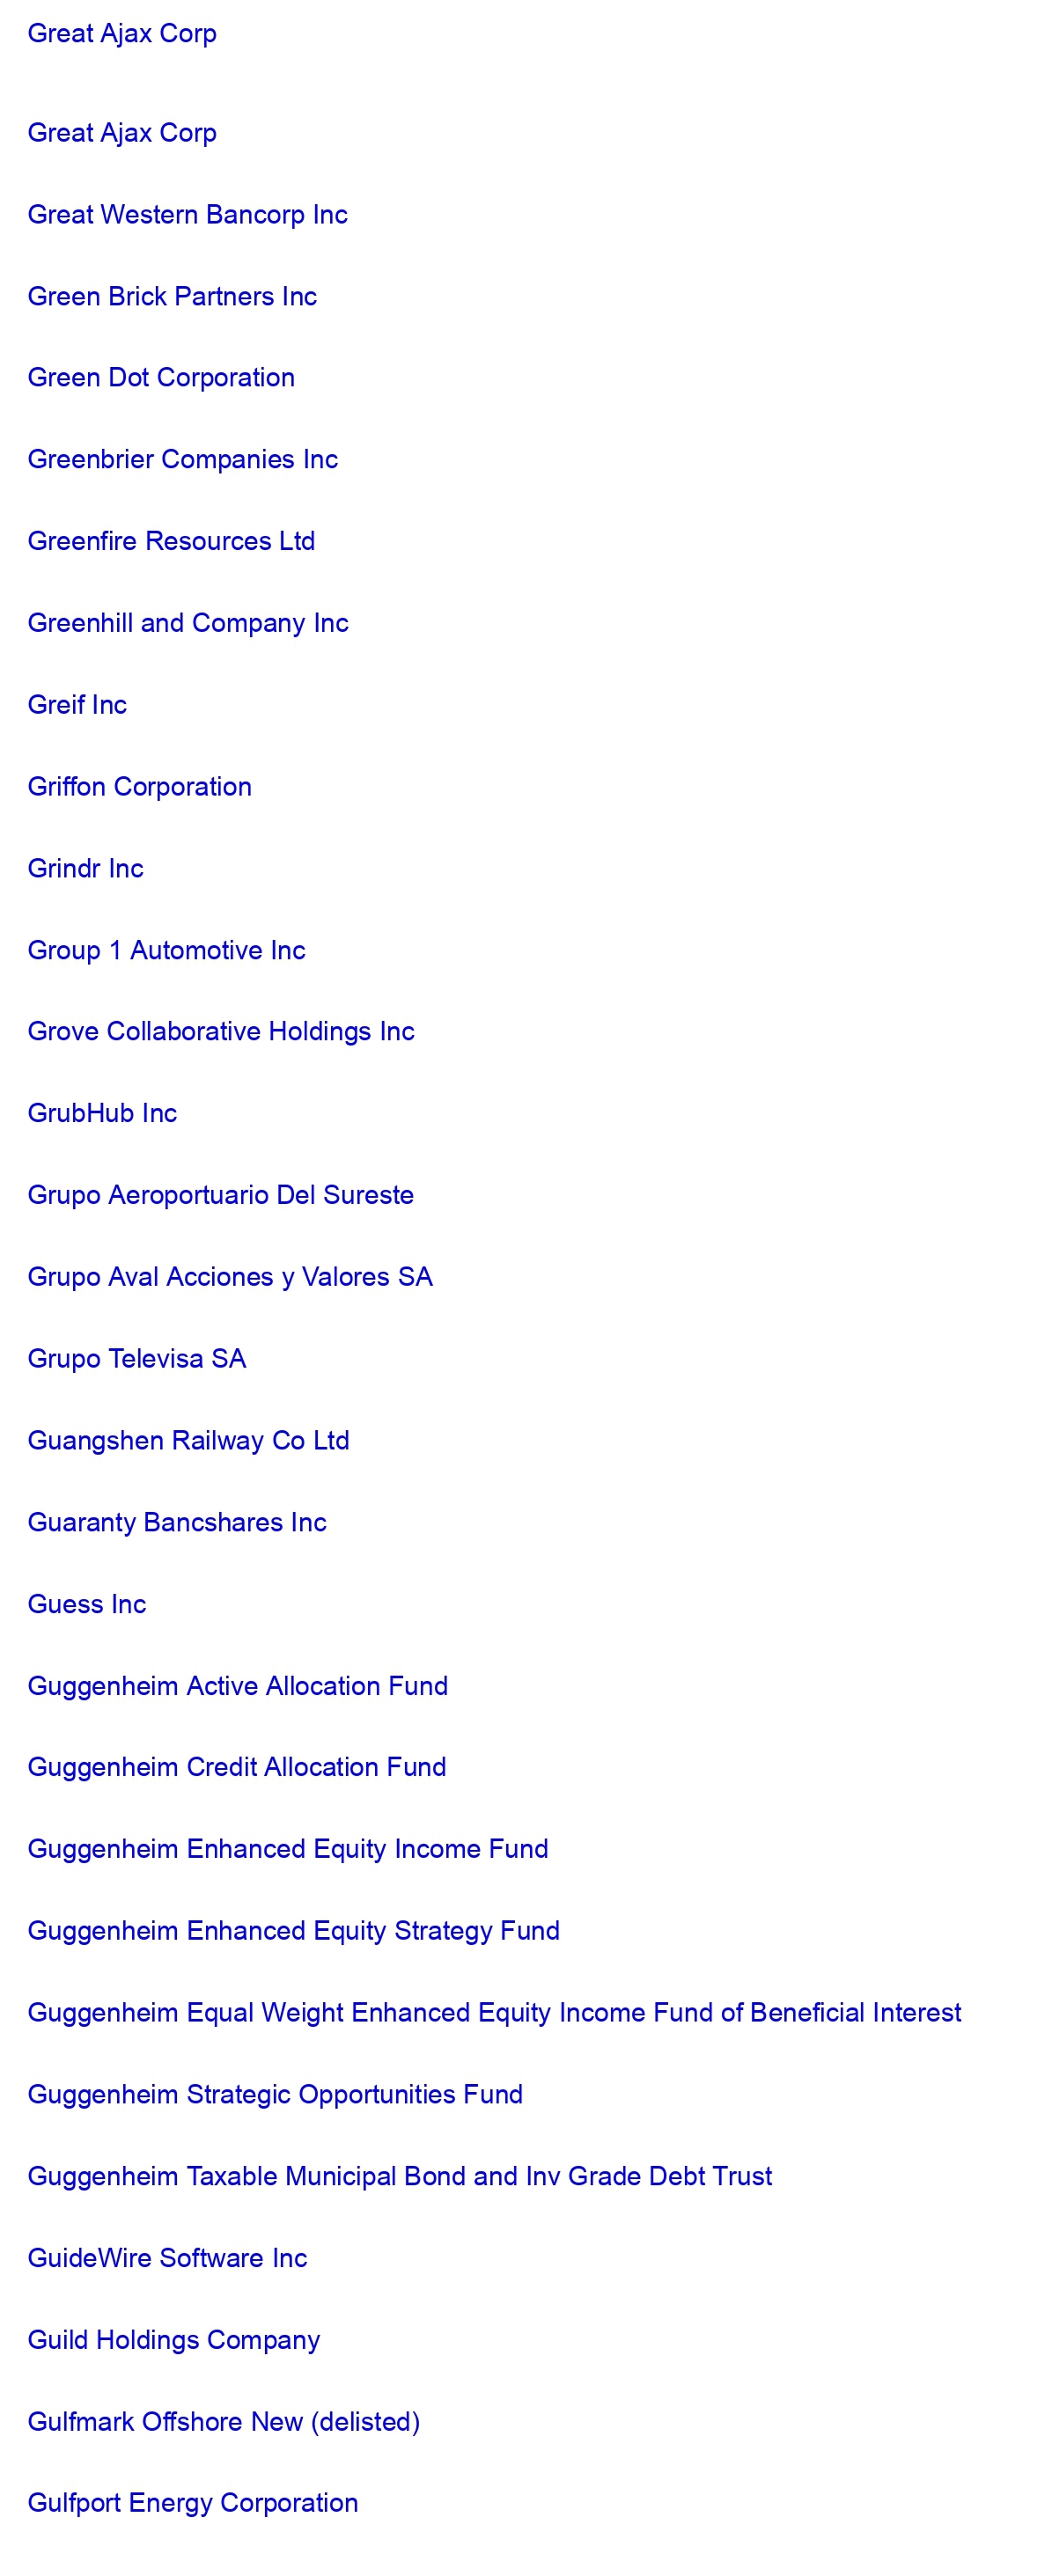 Great Ajax Corp
Great Ajax Corp
Great Western Bancorp Inc
Green Brick Partners Inc
Green Dot Corporation
Greenbrier Companies Inc
Greenfire Resources Ltd
Greenhill and Company Inc
Greif Inc
Griffon Corporation
Grindr Inc
Group 1 Automotive Inc
Grove Collaborative Holdings Inc
GrubHub Inc
Grupo Aeroportuario Del Sureste
Grupo Aval Acciones y Valores SA
Grupo Televisa SA
Guangshen Railway Co Ltd
Guaranty Bancshares Inc
Guess Inc
Guggenheim Active Allocation Fund
Guggenheim Credit Allocation Fund
Guggenheim Enhanced Equity Income Fund
Guggenheim Enhanced Equity Strategy Fund
Guggenheim Equal Weight Enhanced Equity Income Fund of Beneficial Interest
Guggenheim Strategic Opportunities Fund
Guggenheim Taxable Municipal Bond and Inv Grade Debt Trust
GuideWire Software Inc
Guild Holdings Company
Gulfmark Offshore New (delisted)
Gulfport Energy Corporation